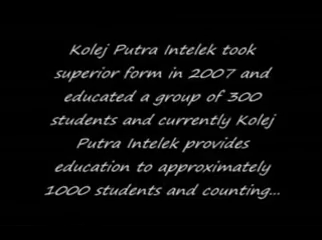 Kolej Putra Intelek took
superior form in 2007 and
educated a group of 300
students and currently Kolej
Putra Intelek provides
education to approximately
1000 students and counting...